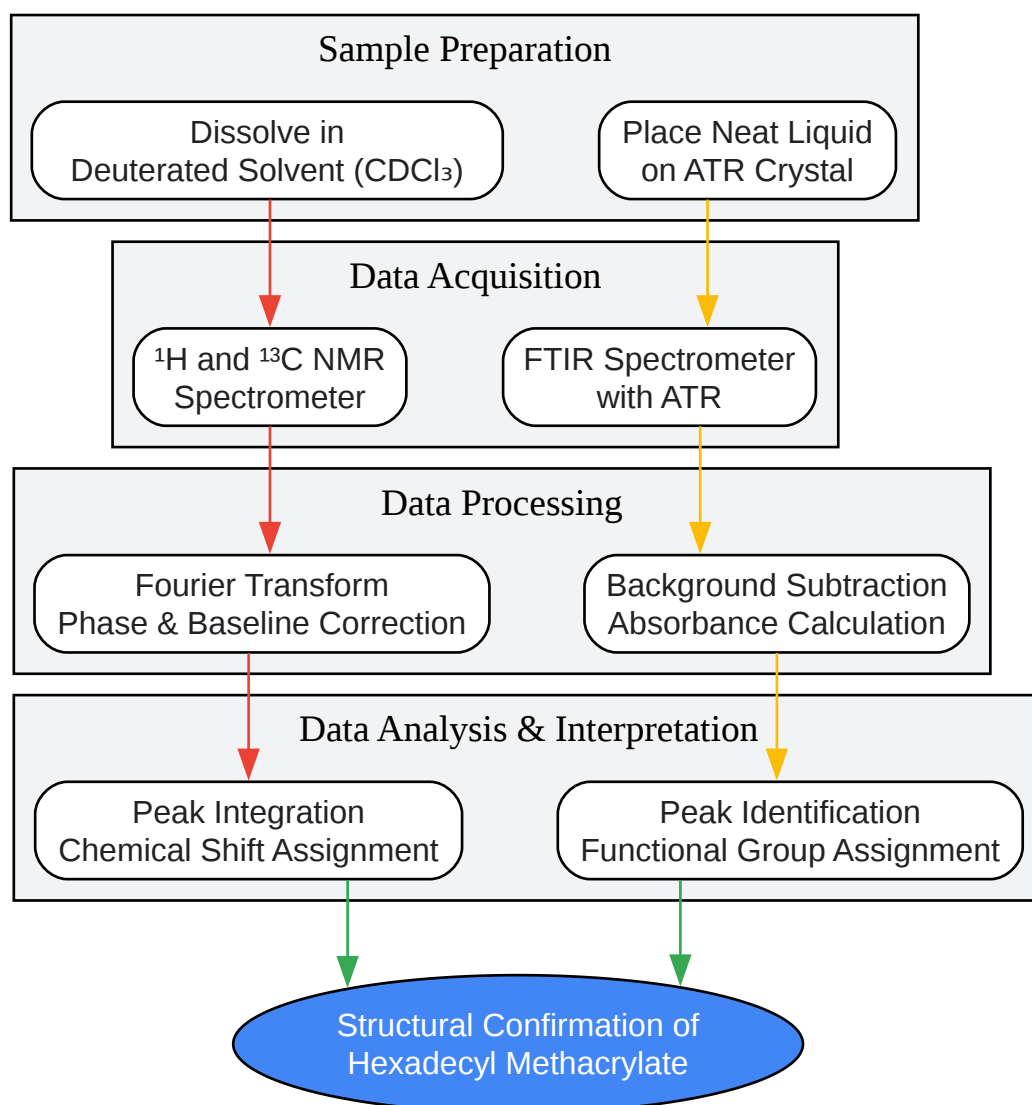 Sample Preparation
Dissolve in
Deuterated Solvent (CDCl₃)
Place Neat Liquid
on ATR Crystal
Data Acquisition
¹H and ¹³C NMR
Spectrometer
FTIR Spectrometer
with ATR
Data Processing
Fourier Transform
Phase & Baseline Correction
Background Subtraction
Absorbance Calculation
Data Analysis & Interpretation
Peak Integration
Chemical Shift Assignment
Peak Identification
Functional Group Assignment
Structural Confirmation of
Hexadecyl Methacrylate